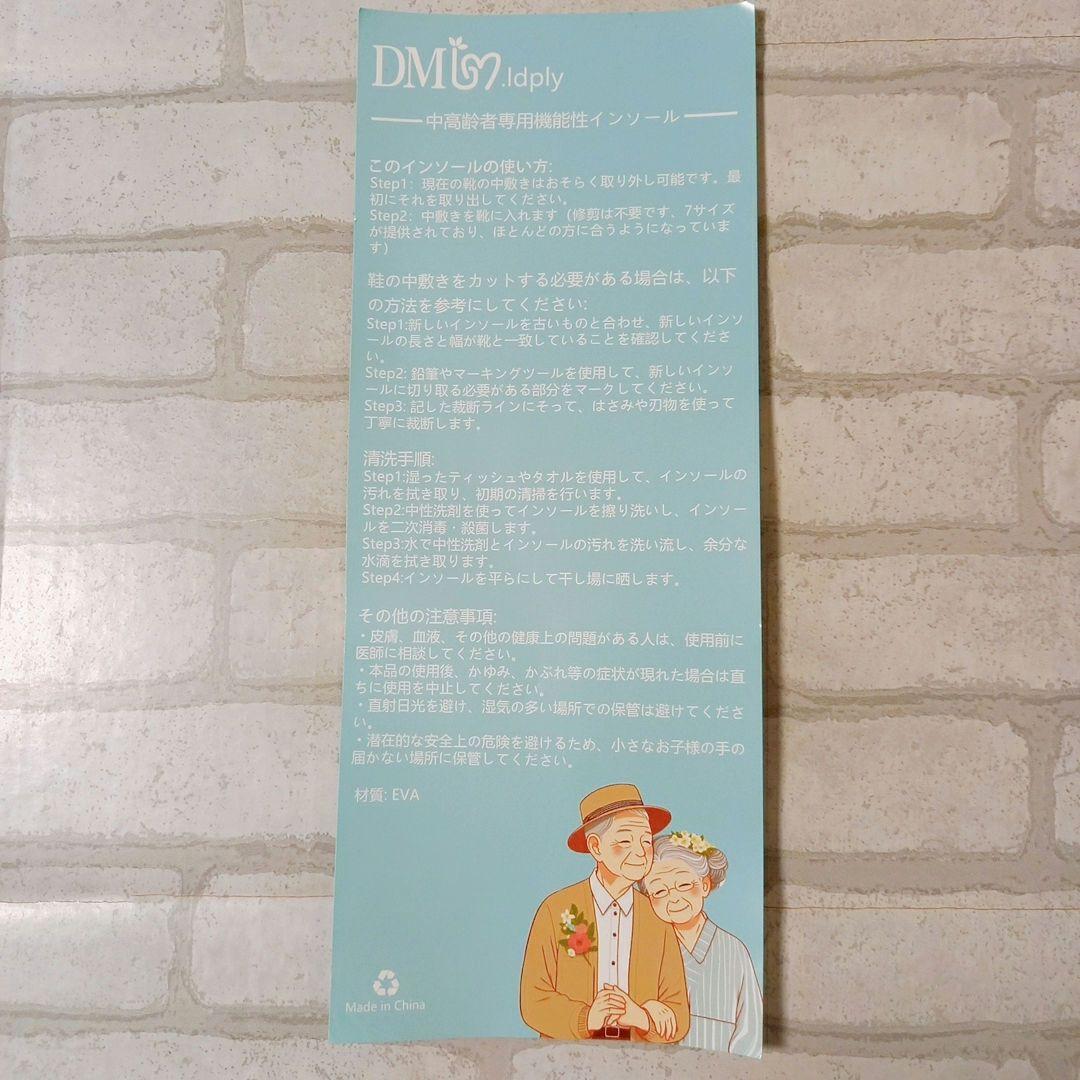 DM.ldply
中高齢者専用機能性インソール
このインソールの使い方:
Step1: 現在の靴の中敷きはおそらく取り外し可能です。最
初にそれを取り出してください。
Step2: 中敷きを靴に入れます（修剪は不要です、7サイズ
が提供されており、ほとんどの方に合うようになっていま
す）
鞋の中敷きをカットする必要がある場合は、以下
の方法を参考にしてください:
Step1:新しいインソールを古いものと合わせ、新しいインソ
ールの長さと幅が靴と一致していることを確認してくださ
い。
Step2: 鉛筆やマーキングツールを使用して、新しいインソ
ールに切り取る必要がある部分をマークしてください。
Step3: 記した裁断ラインにそって、はさみや刃物を使って
丁寧に裁断します。
清洗手順:
Step1:湿ったティッシュやタオルを使用して、インソールの
汚れを拭き取り、初期の清掃を行います。
Step2:中性洗剤を使ってインソールを擦り洗いし、インソー
ルを二次消毒・殺菌します。
Step3:水で中性洗剤とインソールの汚れを洗い流し、余分な
水滴を拭き取ります。
Step4:インソールを平らにして干し場に晒します。
その他の注意事項:
・皮膚、血液、その他の健康上の問題がある人は、使用前に
医師に相談してください。
・本品の使用後、かゆみ、かぶれ等の症状が現れた場合は直
ちに使用を中止してください。
・直射日光を避け、湿気の多い場所での保管は避けてくださ
い。
・潜在的な安全上の危険を避けるため、小さなお子様の手の
届かない場所に保管してください。
材質: EVA
Made in China